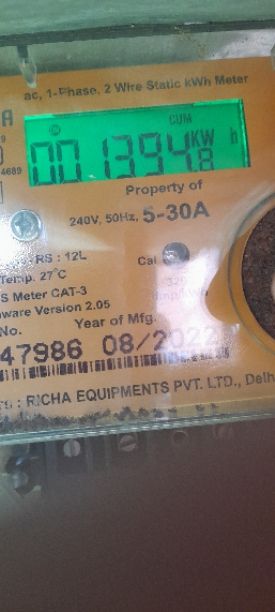 ac, 1-Phase, 2 Wire Static kWh Meter
A
CUM
001394.8 KW h
4689
Property of
240V, 50Hz, 5-30A
RS : 12L
Cal
Temp. 27°C
S Meter CAT-3
ware Version 2.05
No. Year of Mfg.
47986 08/2022
: RICHA EQUIPMENTS PVT. LTD., Delh